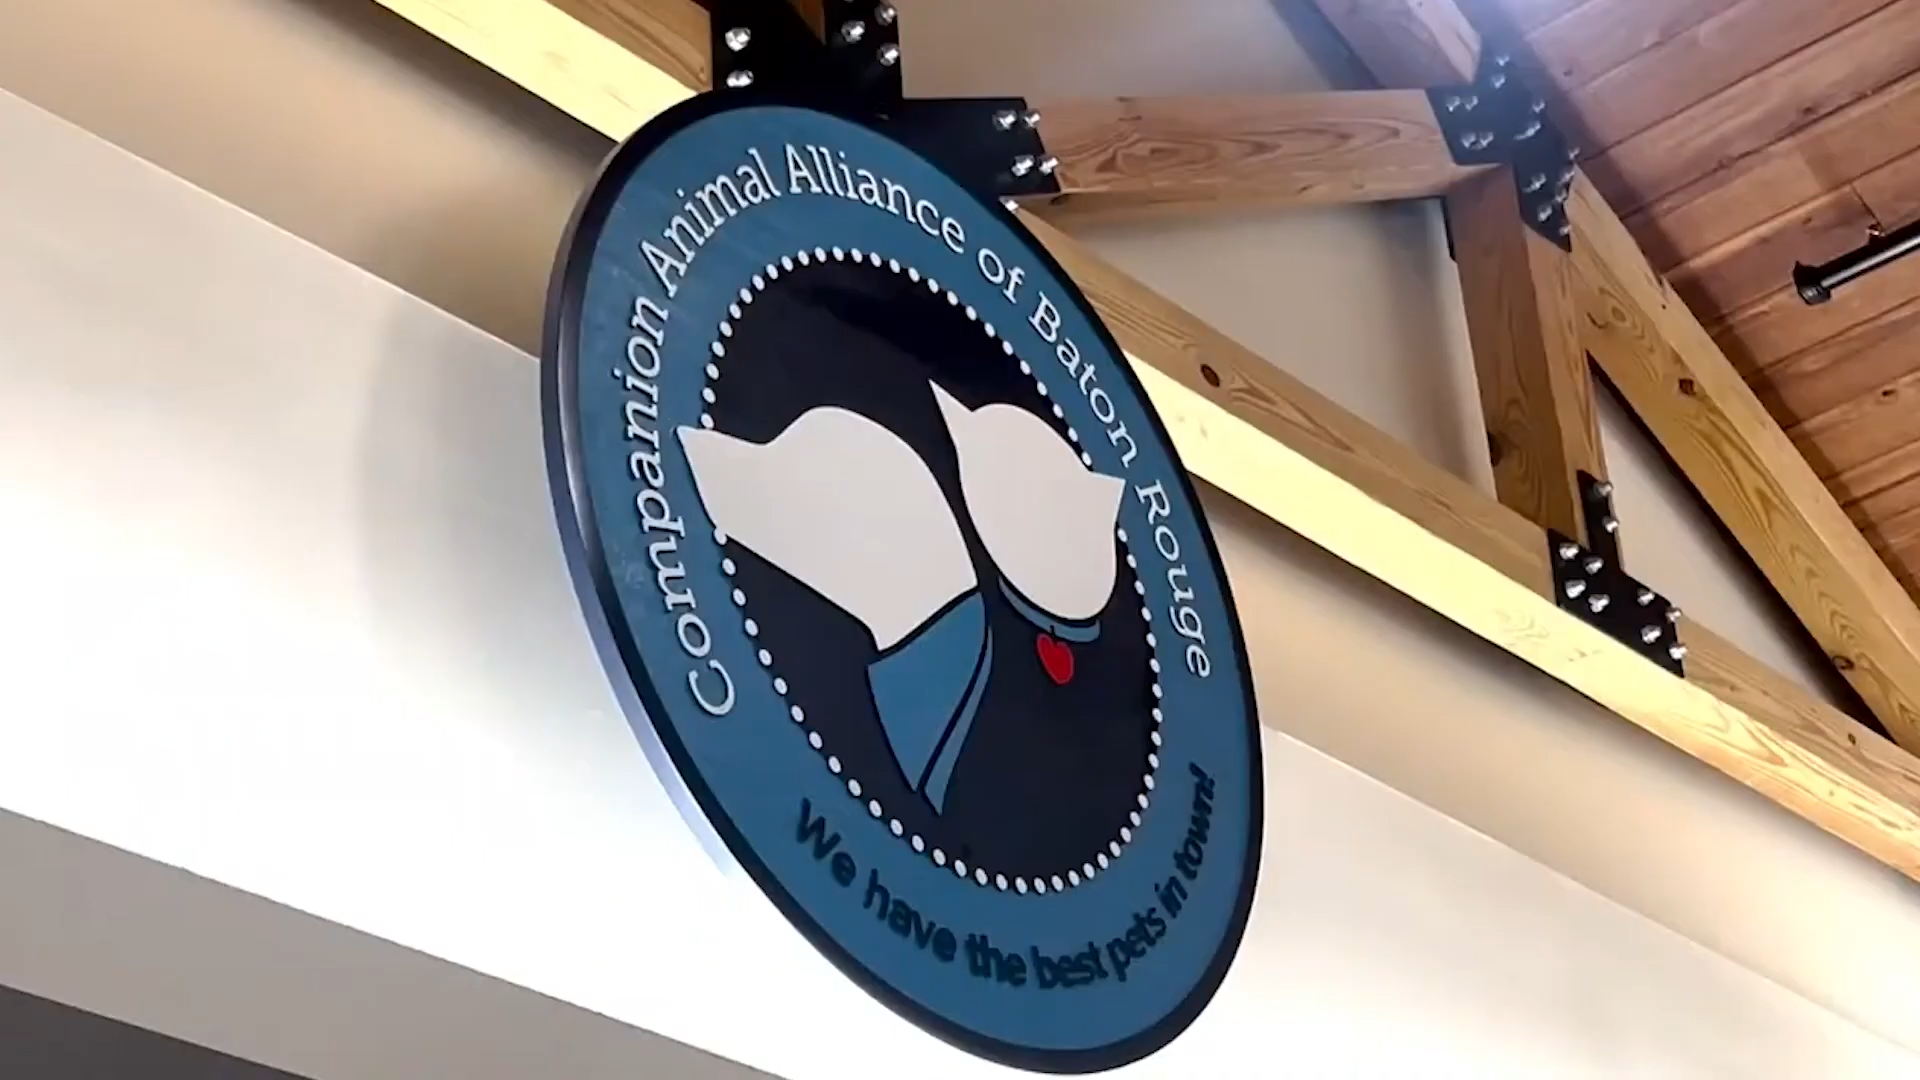 Companion Animal Alliance of Baton Rouge
We have the best pets in town!